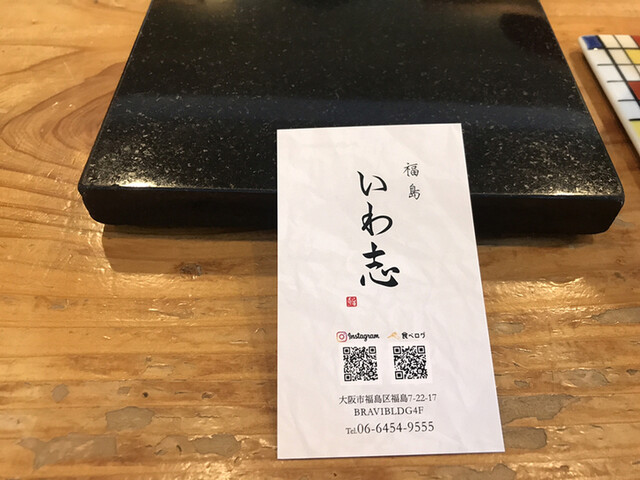 福島
いわ志
Instagram 食べログ
大阪市福島区福島7-22-17
BRAVIBLDG4F
Tel.06-6454-9555